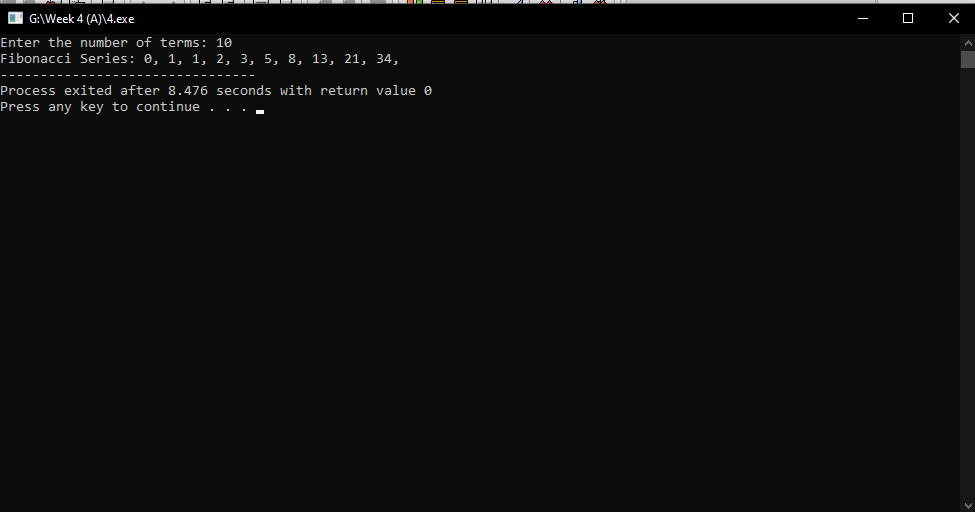 G:\Week 4 (A)\4.exe
Enter the number of terms: 10
Fibonacci Series: 0, 1, 1, 2, 3, 5, 8, 13, 21, 34,
--------------------------------
Process exited after 8.476 seconds with return value 0
Press any key to continue . . .